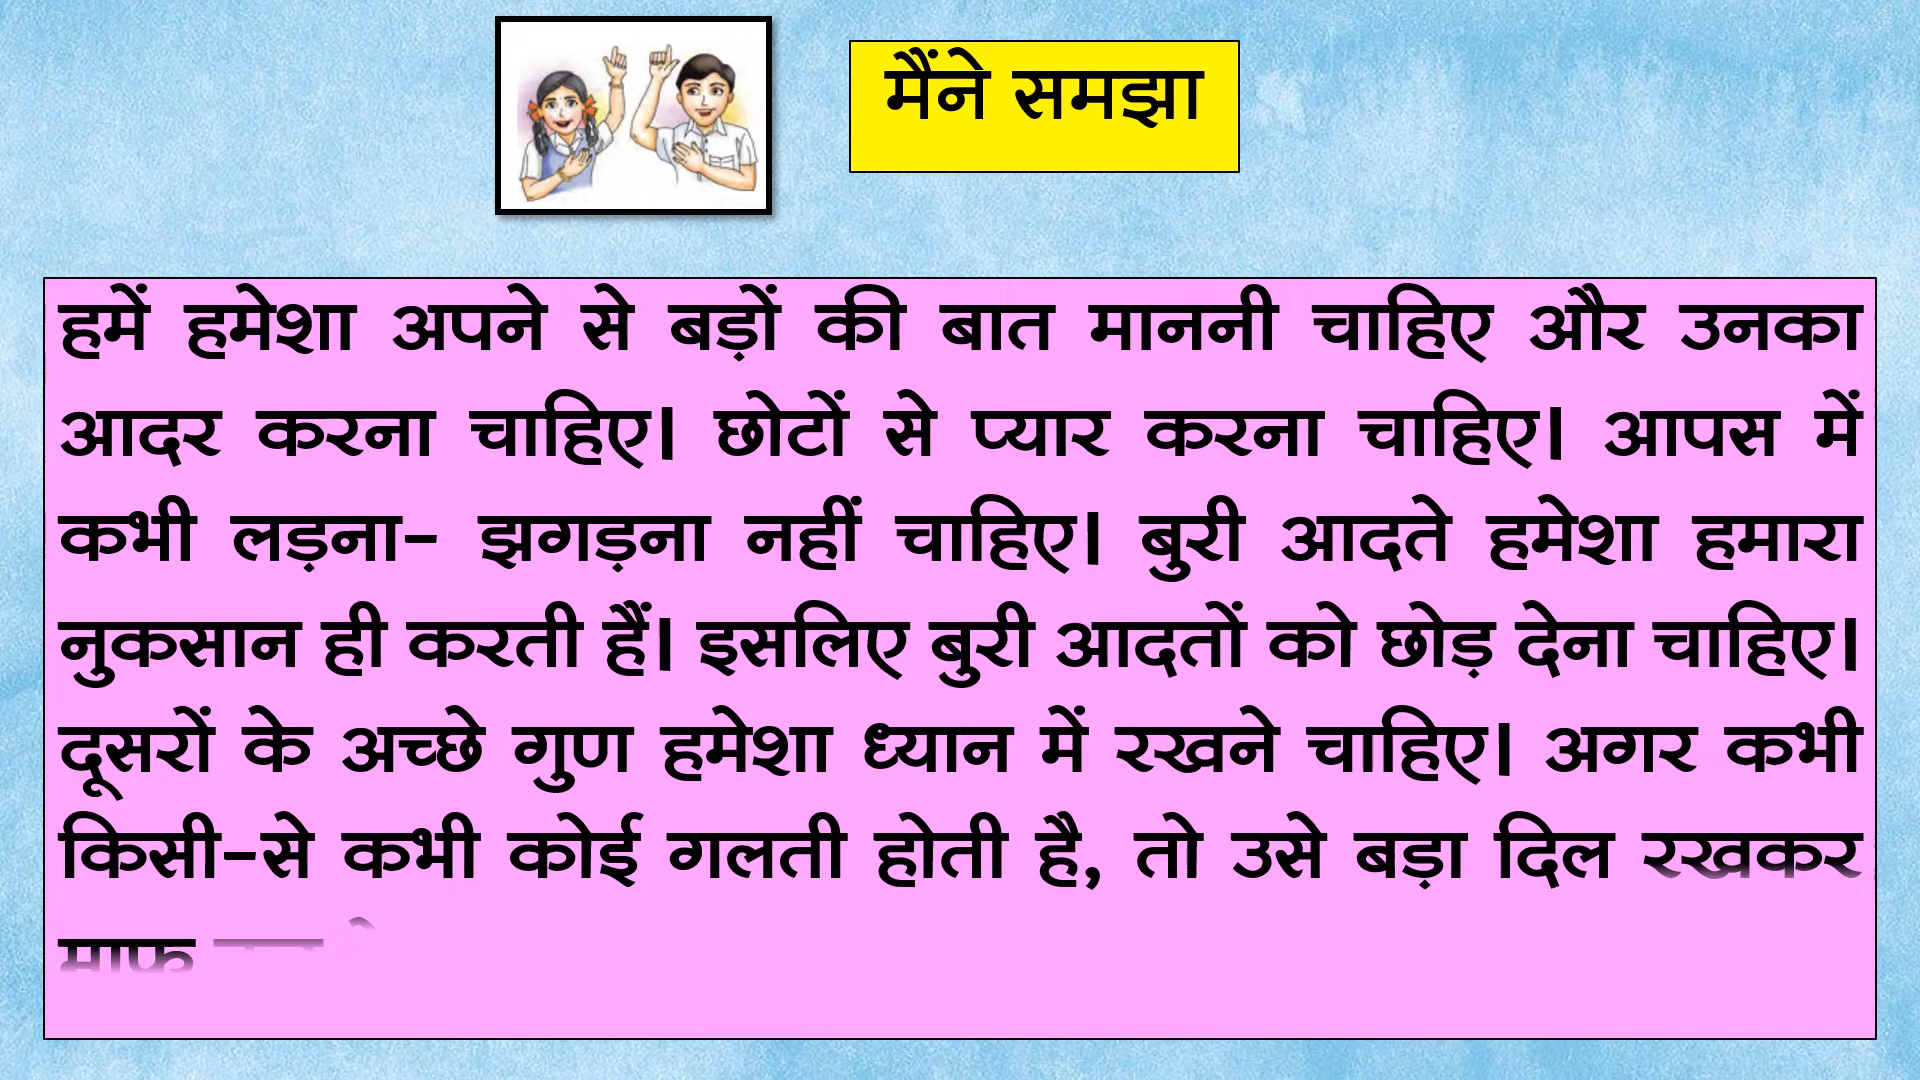 मैंने समझा
हमें हमेशा अपने से बड़ों की बात माननी चाहिए और उनका
आदर करना चाहिए। छोटों से प्यार करना चाहिए। आपस में
कभी लड़ना- झगड़ना नहीं चाहिए। बुरी आदते हमेशा हमारा
नुकसान ही करती हैं। इसलिए बुरी आदतों को छोड़ देना चाहिए।
दूसरों के अच्छे गुण हमेशा ध्यान में रखने चाहिए। अगर कभी
किसी-से कभी कोई गलती होती है, तो उसे बड़ा दिल रखकर
माफ